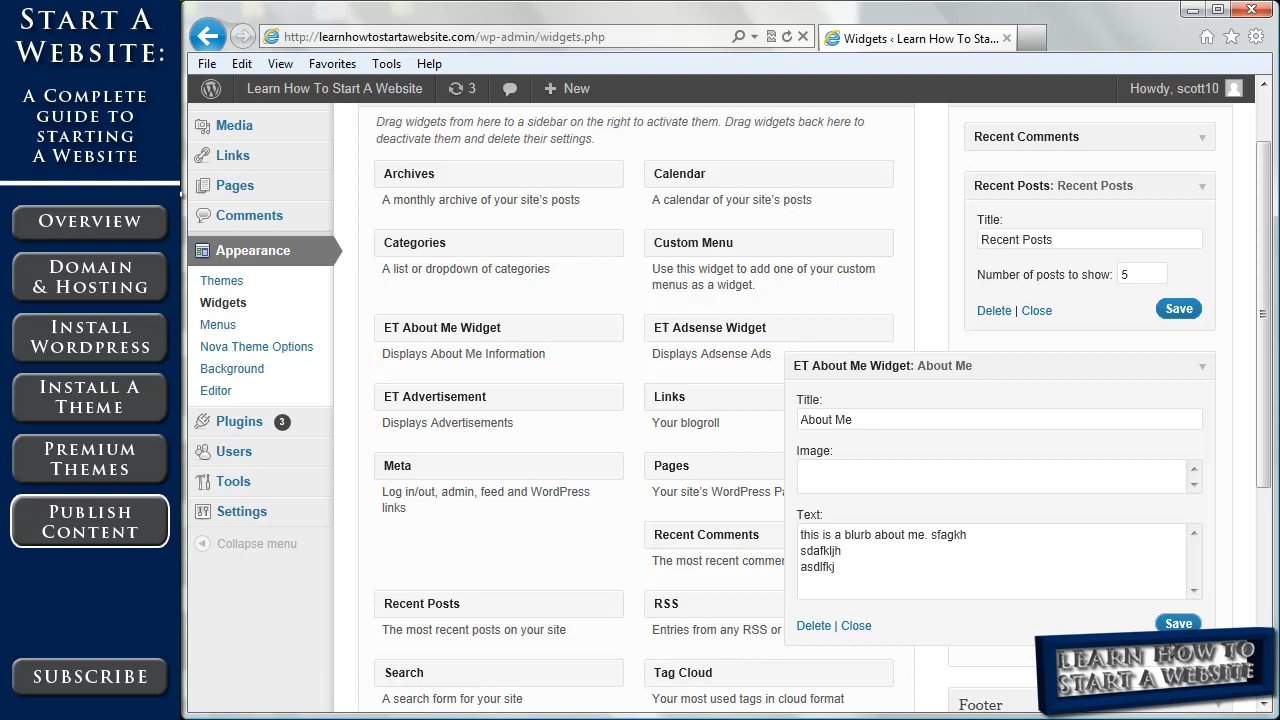 START A
WEBSITE:
A COMPLETE
GUIDE TO
STARTING
A WEBSITE
OVERVIEW
DOMAIN
& HOSTING
INSTALL
WORDPRESS
INSTALL A
THEME
PREMIUM
THEMES
PUBLISH
CONTENT
SUBSCRIBE
http://learnhowtostartawebsite.com/wp-admin/widgets.php
Widgets ‹ Learn How To Sta...
File Edit View Favorites Tools Help
Learn How To Start A Website 3 New Howdy, scott10
Media
Links
Pages
Comments
Appearance
Themes
Widgets
Menus
Nova Theme Options
Background
Editor
Plugins 3
Users
Tools
Settings
Collapse menu
Drag widgets from here to a sidebar on the right to activate them. Drag widgets back here to
deactivate them and delete their settings.
Archives
A monthly archive of your site's posts
Calendar
A calendar of your site's posts
Categories
A list or dropdown of categories
Custom Menu
Use this widget to add one of your custom
menus as a widget.
ET About Me Widget
Displays About Me Information
ET Adsense Widget
Displays Adsense Ads
ET Advertisement
Displays Advertisements
Links
Your blogroll
Meta
Log in/out, admin, feed and WordPress
links
Pages
Your site's WordPress Pa
Recent Comments
The most recent commer
Recent Posts
The most recent posts on your site
RSS
Entries from any RSS or
Search
A search form for your site
Tag Cloud
Your most used tags in cloud format
Recent Comments
Recent Posts: Recent Posts
Title:
Recent Posts
Number of posts to show: 5
Delete | Close Save
ET About Me Widget: About Me
Title:
About Me
Image:
Text:
this is a blurb about me. sfagkh
sdafkljh
asdlfkj
Delete | Close Save
Footer
LEARN HOW TO
START A WEBSITE